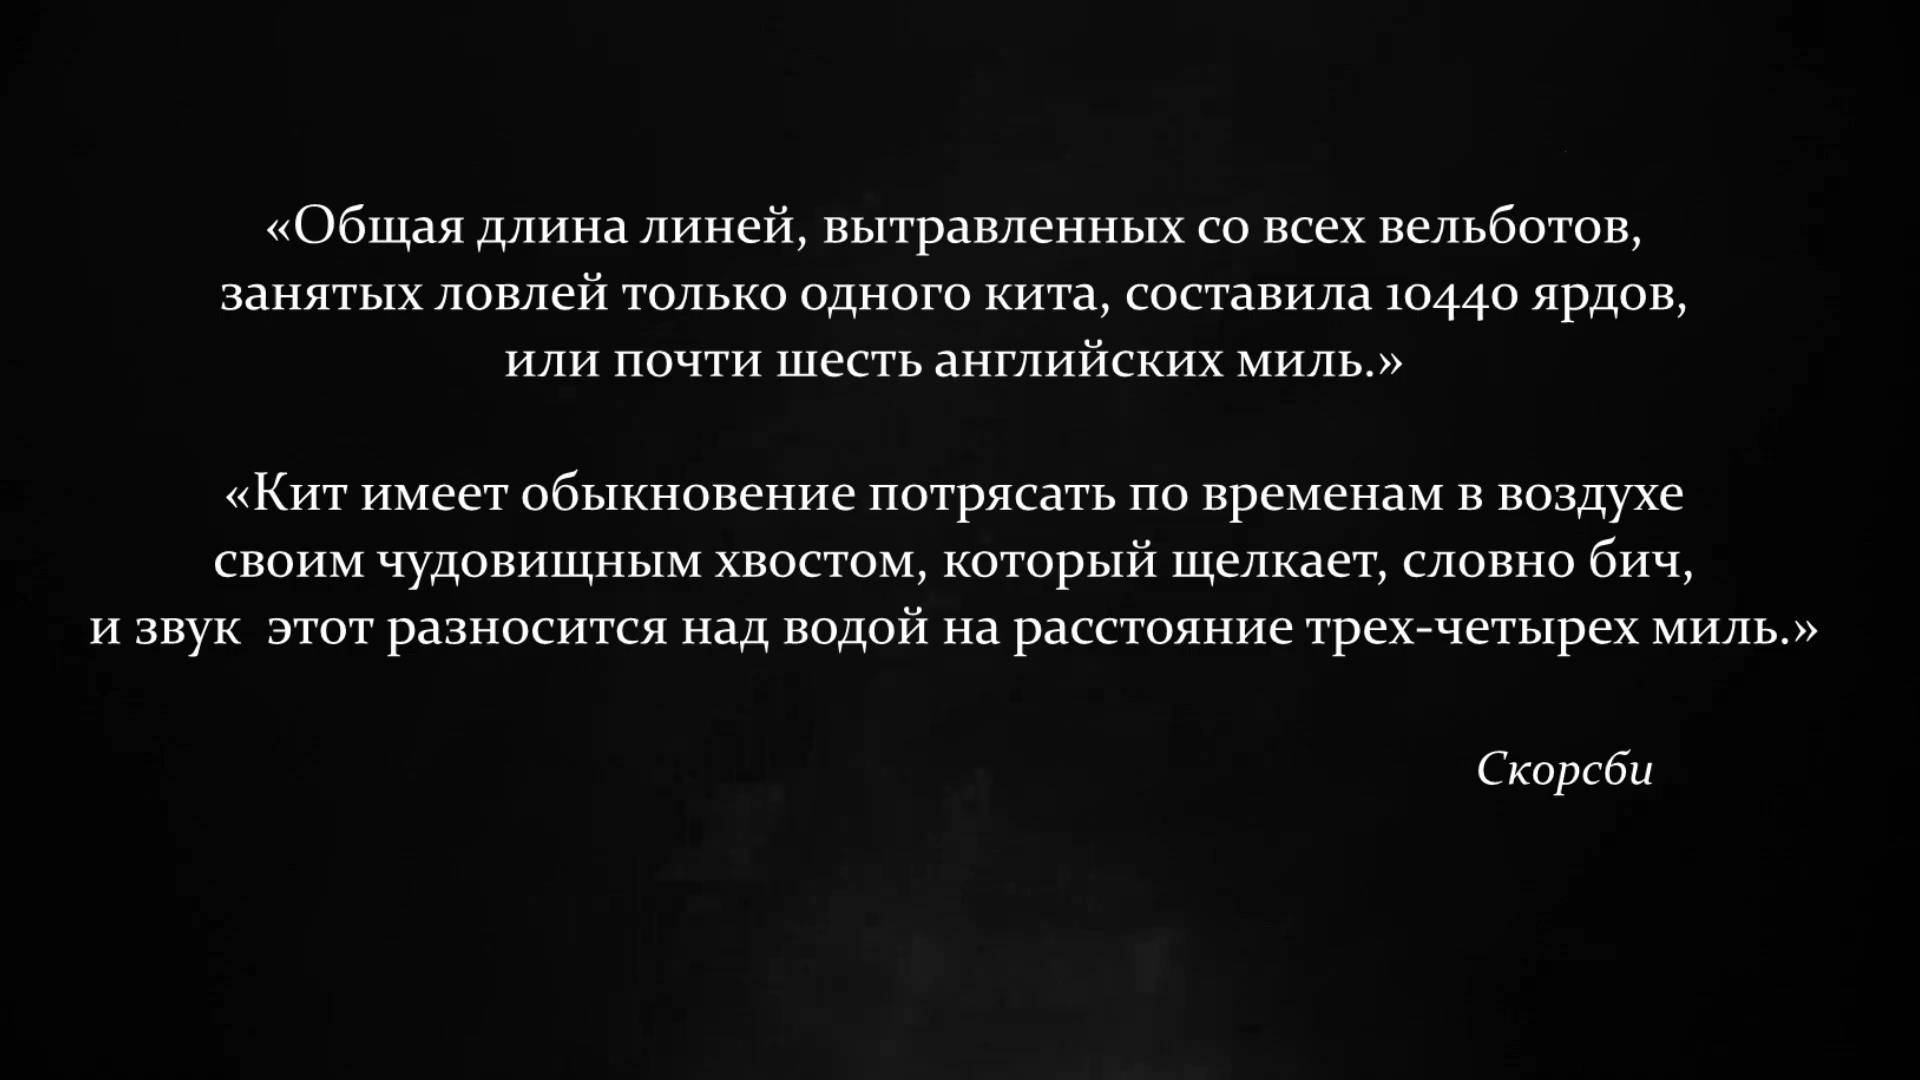 «Общая длина линей, вытравленных со всех вельботов,
занятых ловлей только одного кита, составила 10440 ярдов,
или почти шесть английских миль.»
«Кит имеет обыкновение потрясать по временам в воздухе
своим чудовищным хвостом, который щелкает, словно бич,
и звук  этот разносится над водой на расстояние трех-четырех миль.»
Скорсби